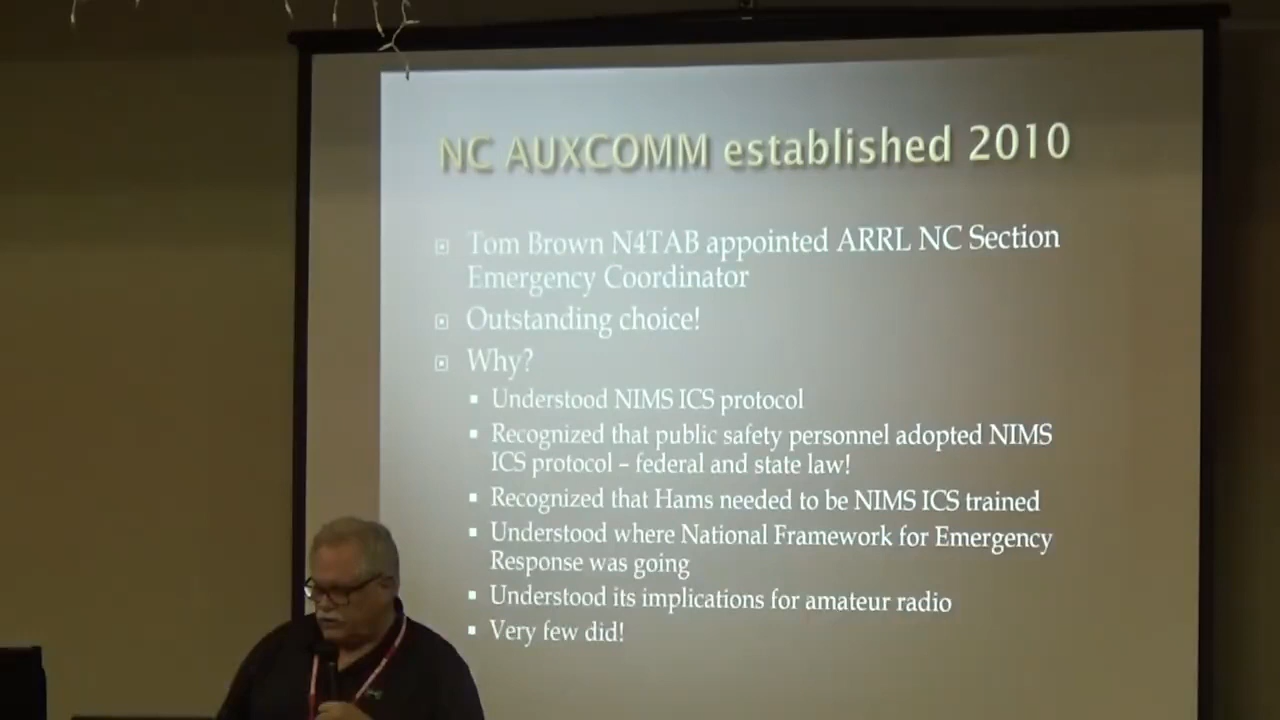 NC AUXCOMM established 2010
Tom Brown N4TAB appointed ARRL NC Section
Emergency Coordinator
Outstanding choice!
Why?
Understood NIMS ICS protocol
Recognized that public safety personnel adopted NIMS
ICS protocol – federal and state law!
Recognized that Hams needed to be NIMS ICS trained
Understood where National Framework for Emergency
Response was going
Understood its implications for amateur radio
Very few did!